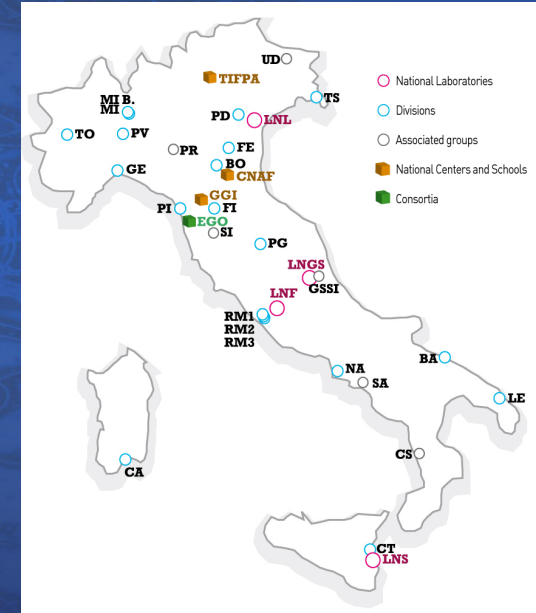 UD
TIFPA
MI B.
MI
TO
PV
PD
LNL
TS
National Laboratories
Divisions
Associated groups
National Centers and Schools
Consortia
PR
FE
BO
CNAF
GE
GGI
PI
FI
EGO
SI
PG
LNGS
GSSI
LNF
RM1
RM2
RM3
NA
SA
BA
LE
CS
CA
CT
LNS